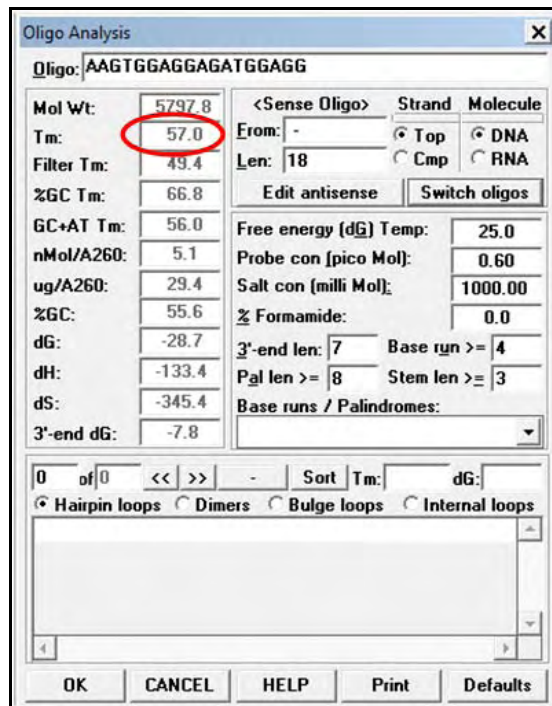 Oligo Analysis
Oligo: AAGTGGAGGAGATGGAGG
Mol Wt: 5797.8
Tm: 57.0
Filter Tm: 49.4
%GC Tm: 66.8
GC+AT Tm: 56.0
nMol/A260: 5.1
ug/A260: 29.4
%GC: 55.6
dG: -28.7
dH: -133.4
dS: -345.4
3'-end dG: -7.8
<Sense Oligo> Strand Molecule
From: - Top DNA
Len: 18 Cmp RNA
Edit antisense Switch oligos
Free energy (dG) Temp: 25.0
Probe con (pico Mol): 0.60
Salt con (milli Mol): 1000.00
% Formamide: 0.0
3'-end len: 7 Base run >= 4
Pal len >= 8 Stem len >= 3
Base runs / Palindromes:
0 of 0 << >> - Sort Tm: dG:
Hairpin loops Dimers Bulge loops Internal loops
OK CANCEL HELP Print Defaults